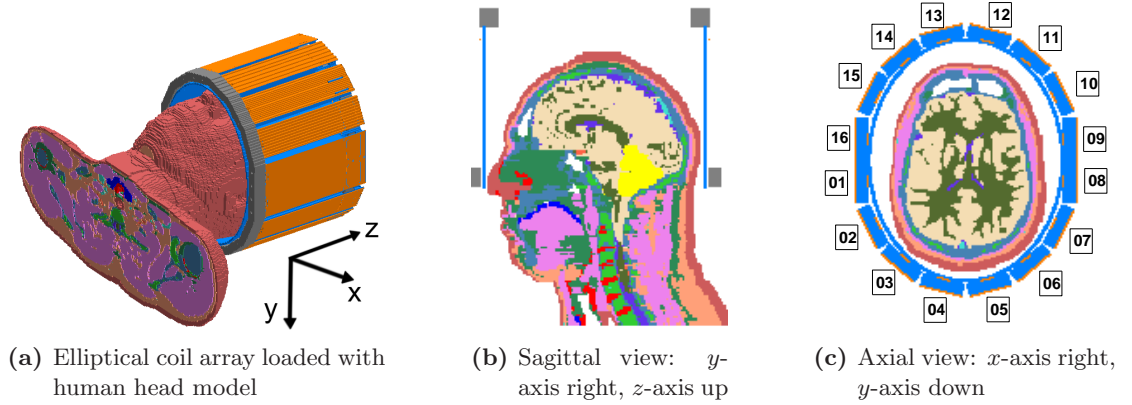 z
x
y
13
12
14
11
15
10
16
09
01
08
02
07
03
06
04
05
(a) Elliptical coil array loaded with
human head model
(b) Sagittal view: y-
axis right, z-axis up
(c) Axial view: x-axis right,
y-axis down